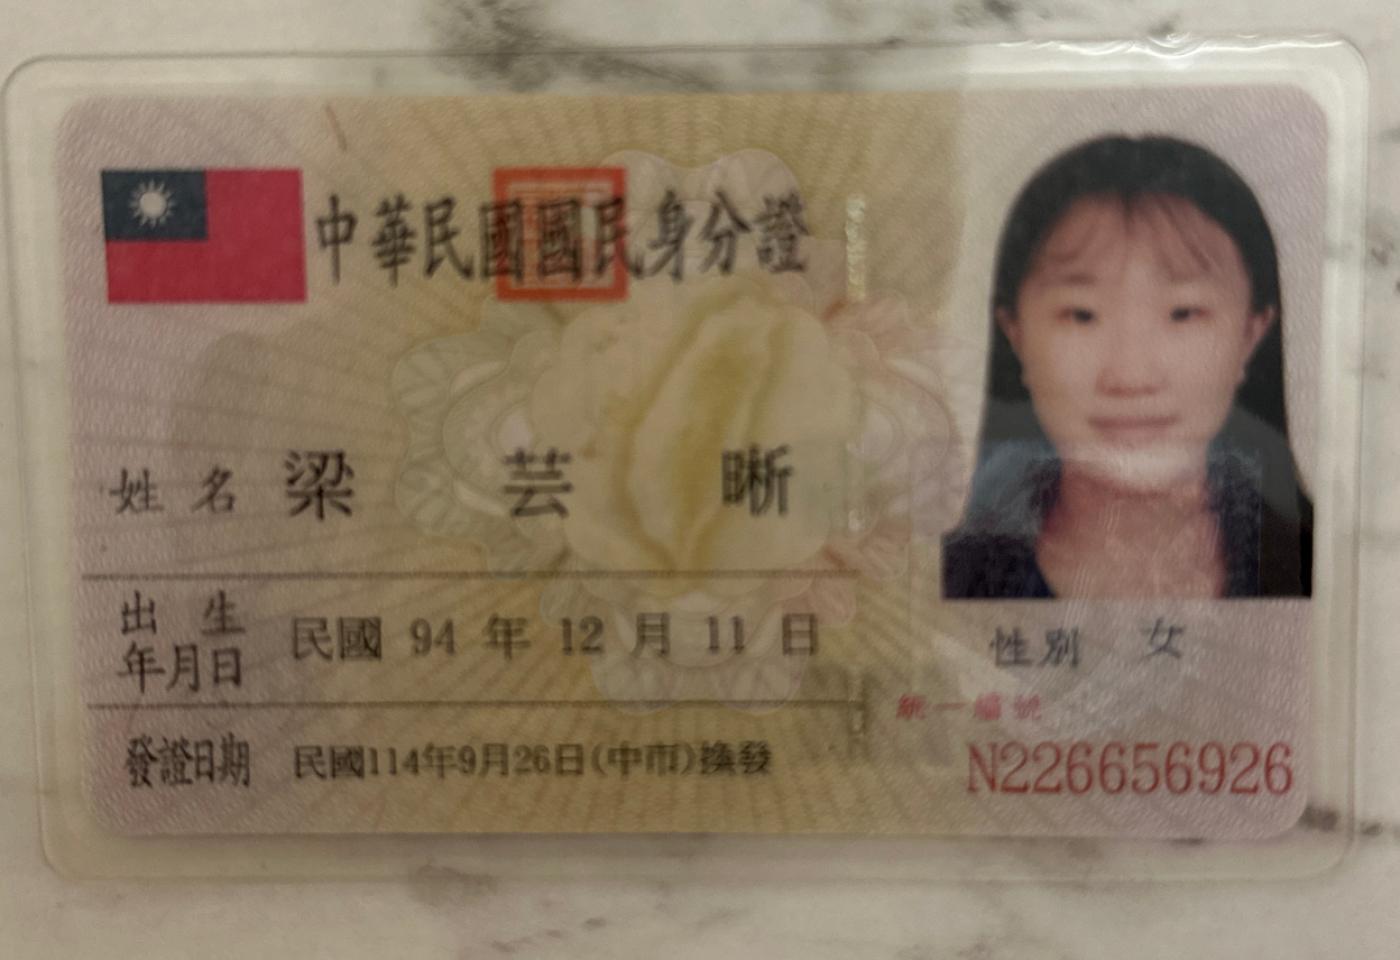 中華民國國民身分證
姓名 梁芸晰
出生年月日 民國 94 年 12 月 11 日
性別 女
統一編號
N226656926
發證日期 民國114年9月26日(中市)換發